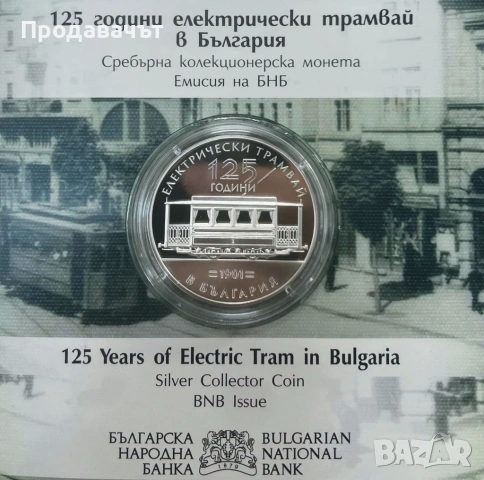 Продавачът
125 години електрически трамвай
в България
Сребърна колекционерска монета
Емисия на БНБ
ЕЛЕКТРИЧЕСКИ ТРАМВАЙ
125
ГОДИНИ
1901
В БЪЛГАРИЯ
125 Years of Electric Tram in Bulgaria
Silver Collector Coin
BNB Issue
БЪЛГАРСКА
НАРОДНА
БАНКА
1879
BULGARIAN
NATIONAL
BANK
bazar